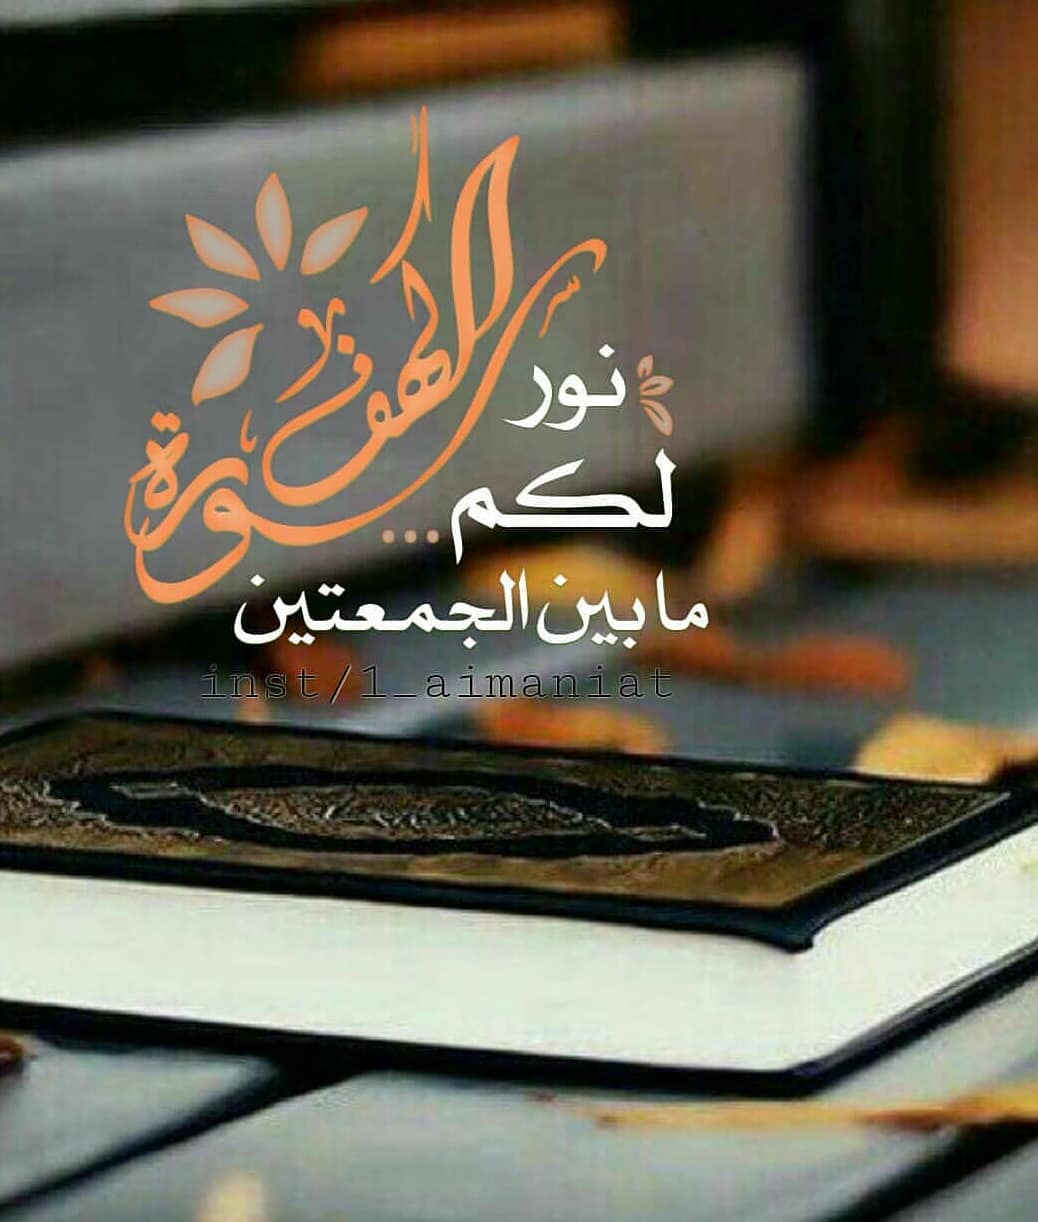 سورة الكهف
نور
لكم...
ما بين الجمعتين
inst/1_aimaniat